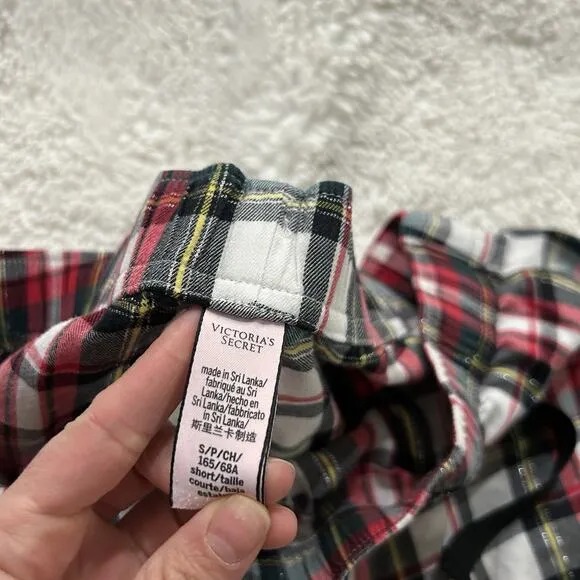 VICTORIA'S
SECRET
made in Sri Lanka/
fabriqué au Sri
Lanka/hecho en
Sri Lanka/fabbricato
in Sri Lanka/
斯里兰卡制造
S/P/CH/
165/68A
short/taille
courte/baja